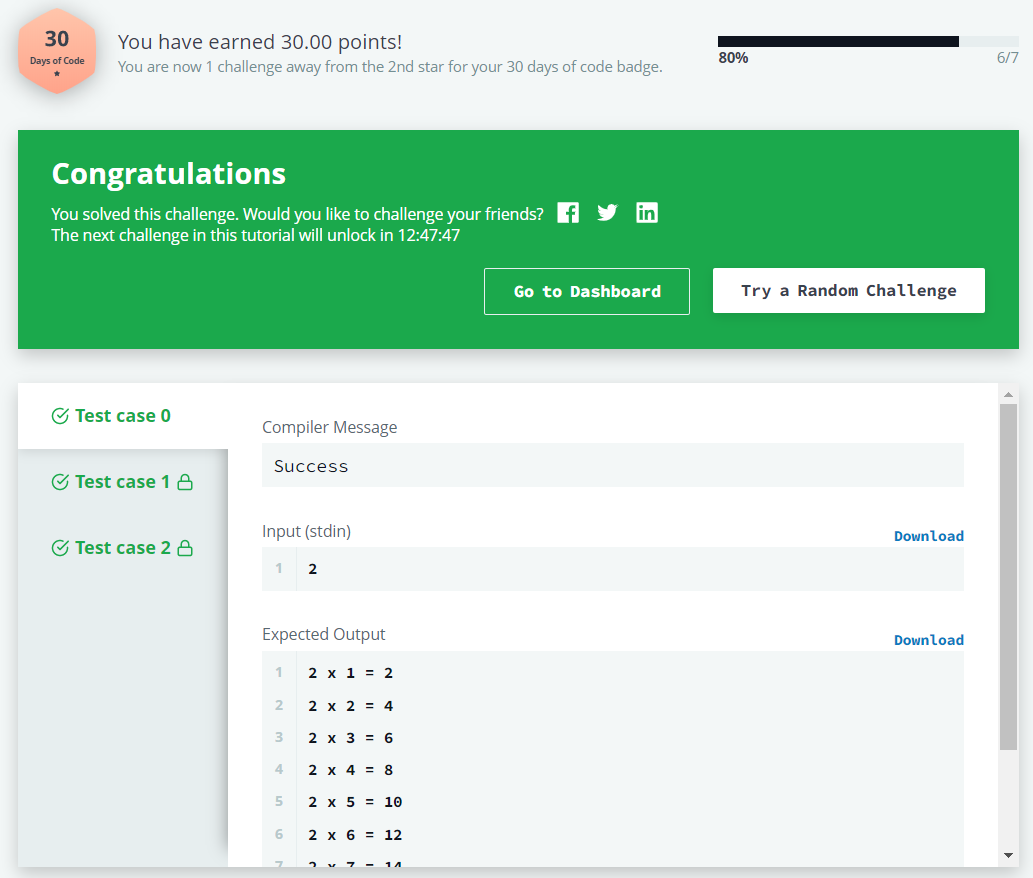 30
Days of Code
You have earned 30.00 points!
You are now 1 challenge away from the 2nd star for your 30 days of code badge.
80%
6/7
Congratulations
You solved this challenge. Would you like to challenge your friends?
The next challenge in this tutorial will unlock in 12:47:47
Go to Dashboard
Try a Random Challenge
Test case 0
Test case 1
Test case 2
Compiler Message
Success
Input (stdin)
Download
1 2
Expected Output
Download
1 2 x 1 = 2
2 2 x 2 = 4
3 2 x 3 = 6
4 2 x 4 = 8
5 2 x 5 = 10
6 2 x 6 = 12
7 2 x 7 = 14